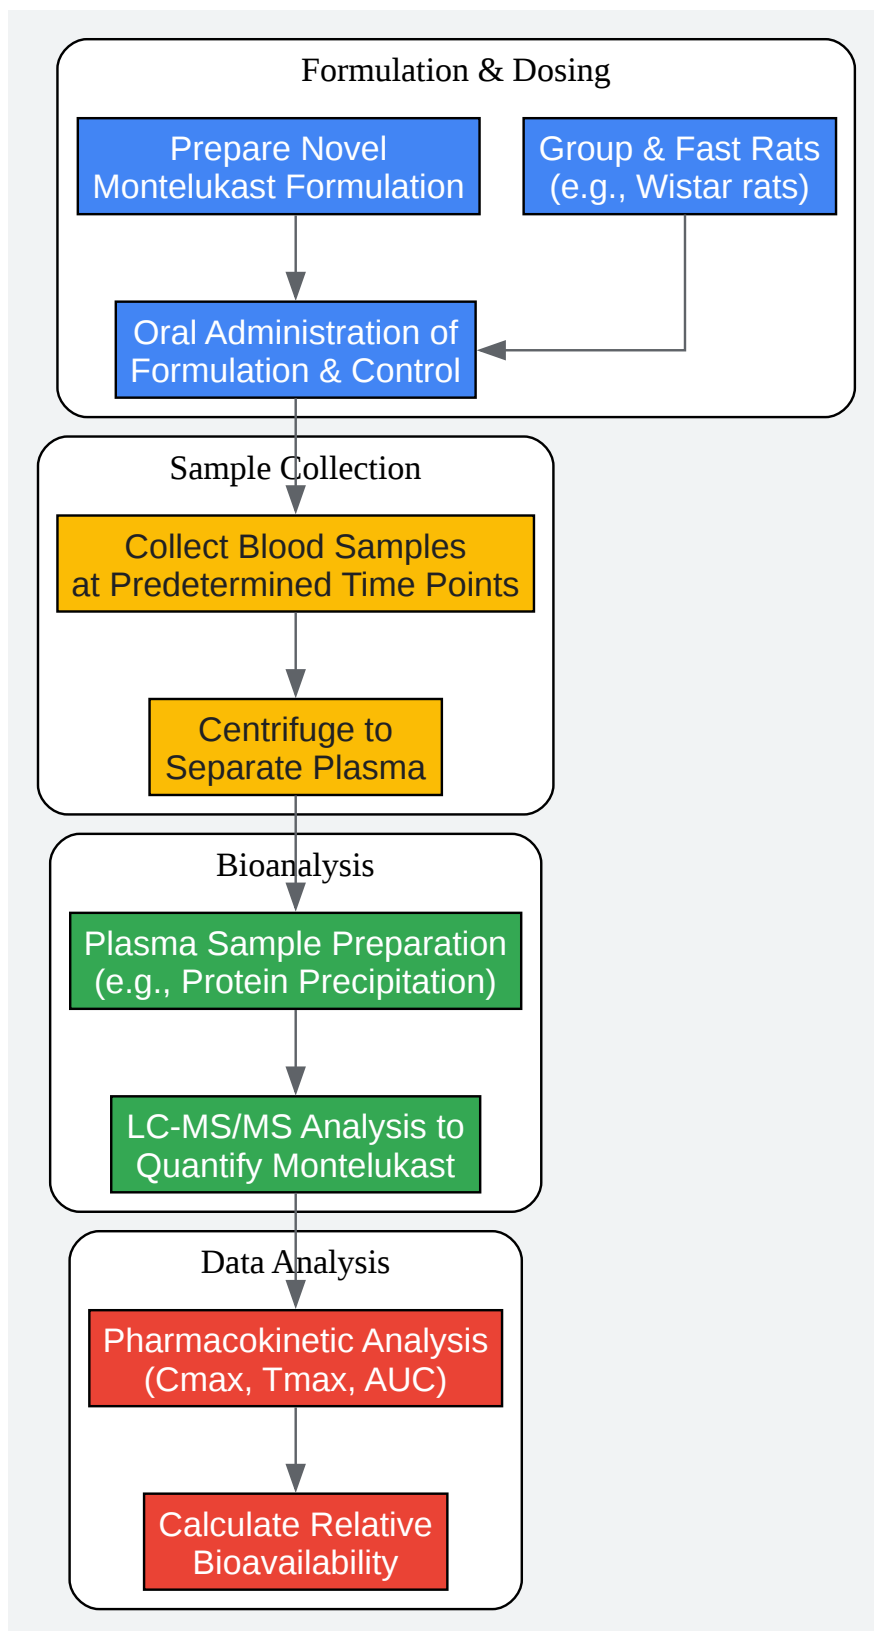 Formulation & Dosing
Prepare Novel
Montelukast Formulation
Group & Fast Rats
(e.g., Wistar rats)
Oral Administration of
Formulation & Control
Sample Collection
Collect Blood Samples
at Predetermined Time Points
Centrifuge to
Separate Plasma
Bioanalysis
Plasma Sample Preparation
(e.g., Protein Precipitation)
LC-MS/MS Analysis to
Quantify Montelukast
Data Analysis
Pharmacokinetic Analysis
(Cmax, Tmax, AUC)
Calculate Relative
Bioavailability